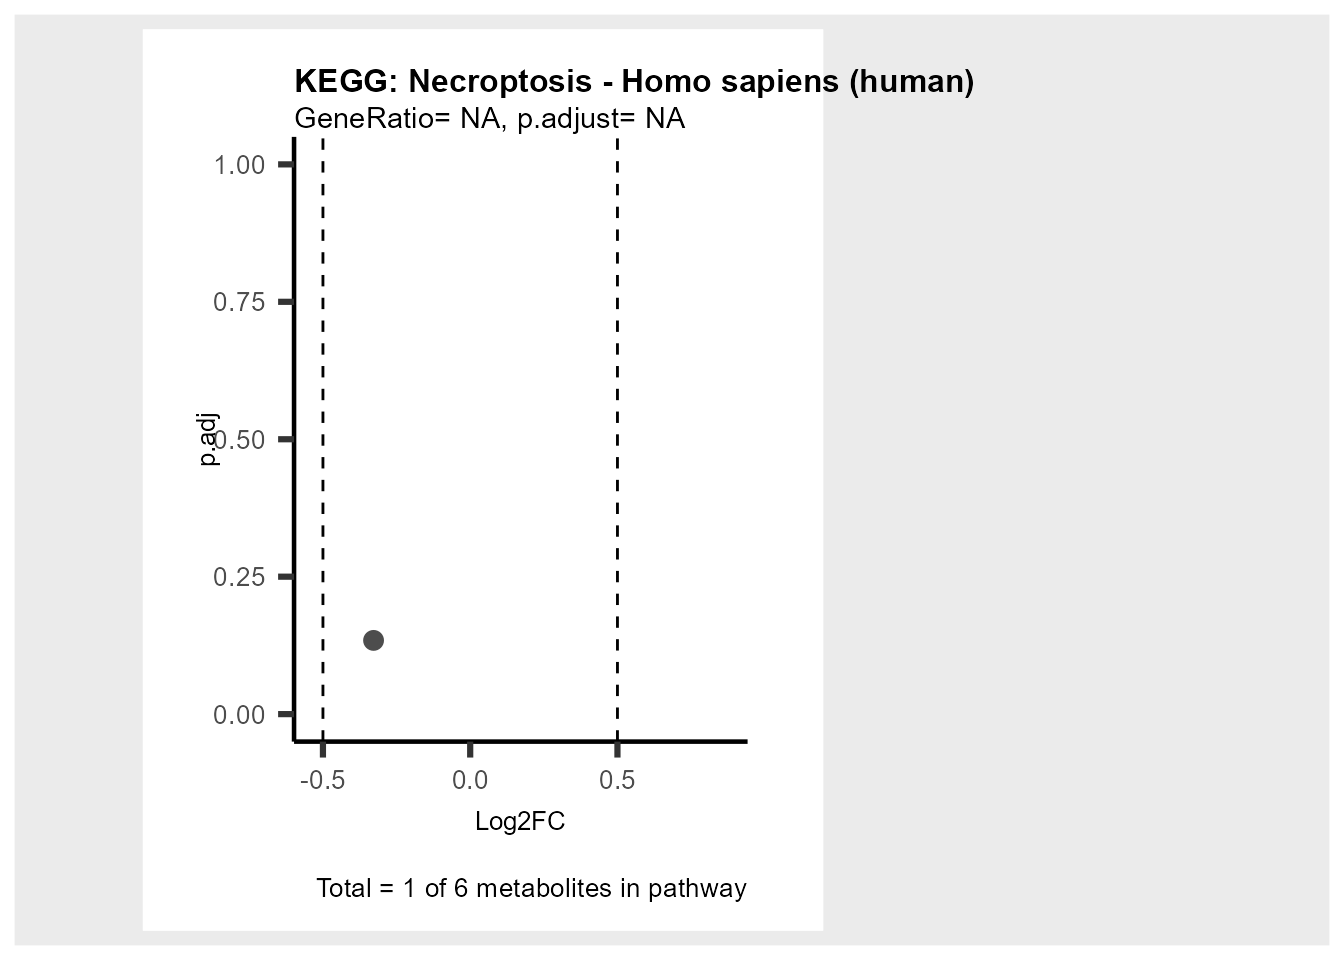 KEGG: Necroptosis - Homo sapiens (human)
GeneRatio= NA, p.adjust= NA
1.00
0.75
p.adj
0.50
0.25
0.00
-0.5 0.0 0.5
Log2FC
Total = 1 of 6 metabolites in pathway